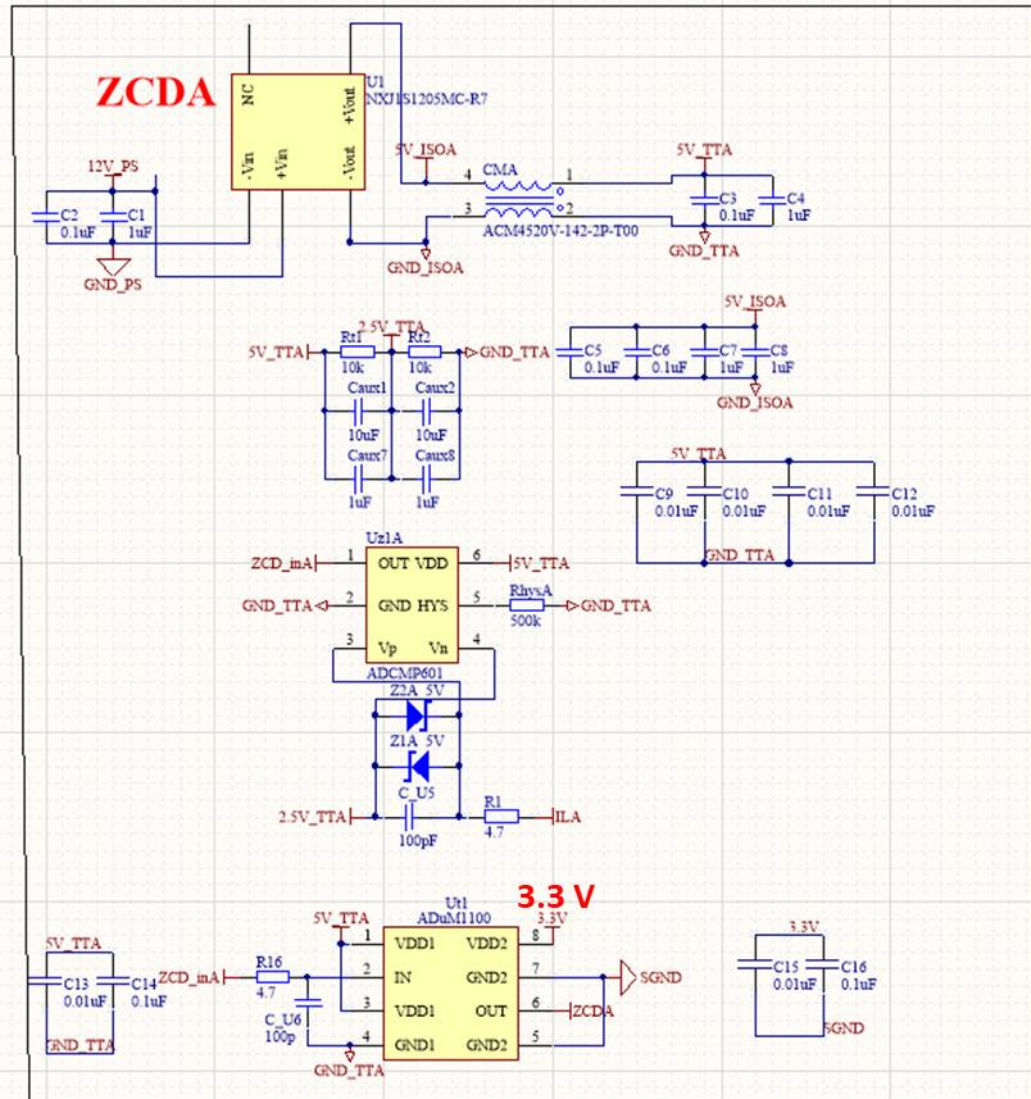 ZCDA
NC
+Vout
-Vin
+Vin
-Vout
U1
NXJ1S1205MC-R7
12V_PS
C2
0.1uF
C1
1uF
GND_PS
5V_ISOA
4
CMA
1
3
2
ACM4520V-142-2P-T00
GND_ISOA
5V_TTA
C3
0.1uF
C4
1uF
GND_TTA
2.5V_TTA
5V_TTA
Rt1
10k
Rt2
10k
GND_TTA
Caux1
10uF
Caux2
10uF
Caux7
1uF
Caux8
1uF
5V_ISOA
C5
0.1uF
C6
0.1uF
C7
1uF
C8
1uF
GND_ISOA
5V_TTA
C9
0.01uF
C10
0.01uF
C11
0.01uF
C12
0.01uF
GND_TTA
Uz1A
ZCD_inA
1
OUT VDD
6
5V_TTA
GND_TTA
2
GND HYS
5
RhysA
500k
GND_TTA
3
Vp
Vn
4
ADCMP601
Z2A 5V
Z1A 5V
C_U5
2.5V_TTA
100pF
R1
4.7
ILA
3.3 V
Ut1
ADuM1100
5V_TTA
3.3V
1
VDD1
VDD2
8
2
IN
GND2
7
SGND
3
VDD1
OUT
6
ZCDA
4
GND1
GND2
5
5V_TTA
C13
0.01uF
C14
0.1uF
GND_TTA
ZCD_inA
R16
4.7
C_U6
100p
GND_TTA
3.3V
C15
0.01uF
C16
0.1uF
SGND